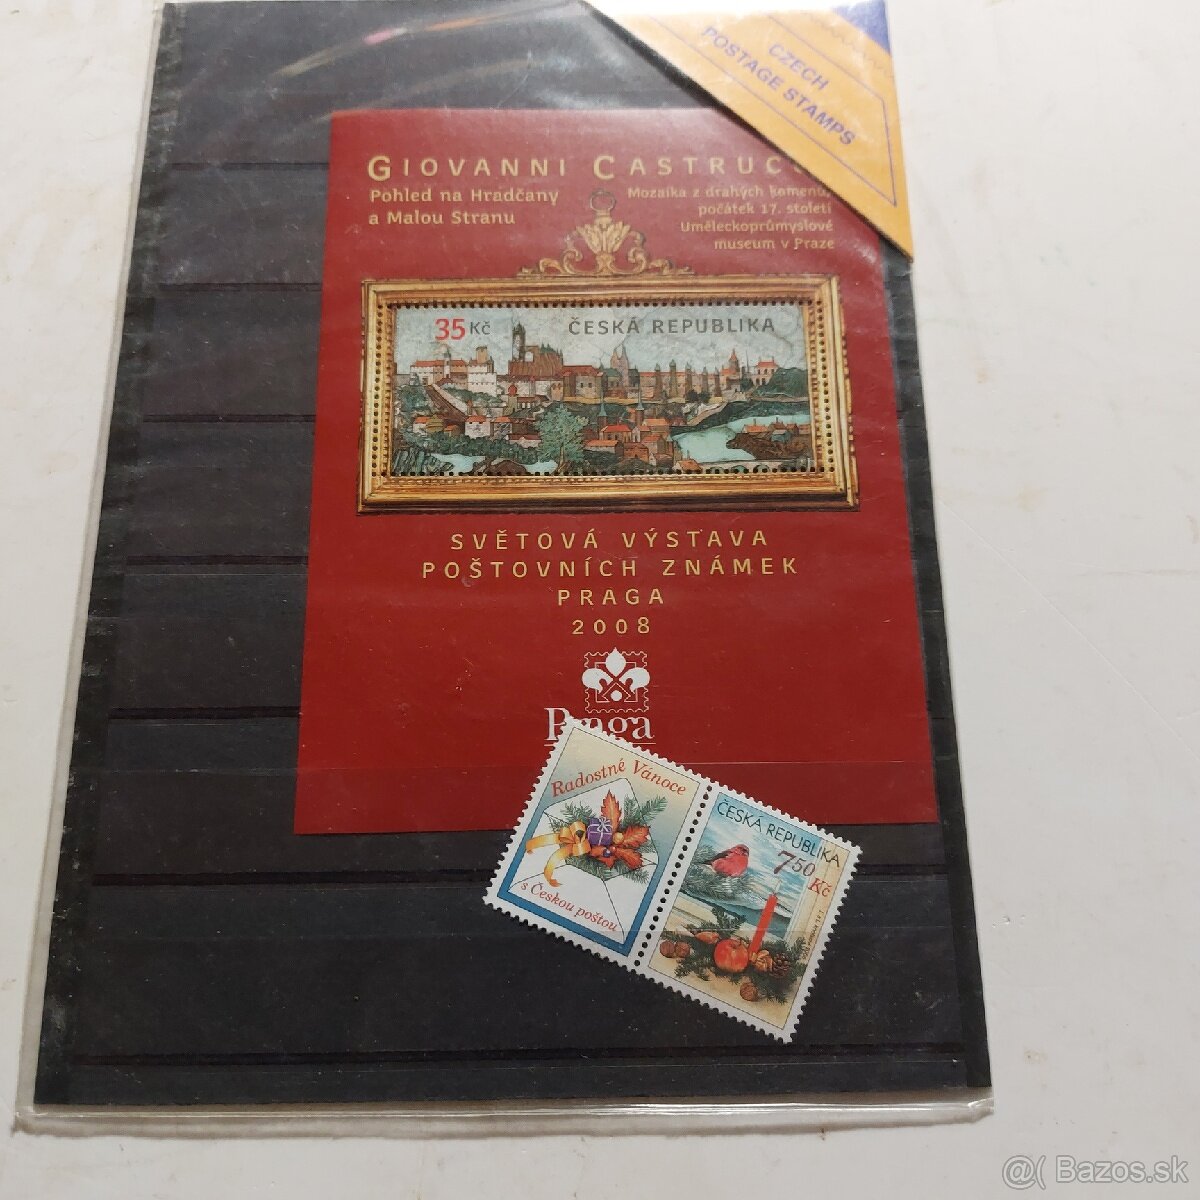 CZECH
POSTAGE STAMPS
GIOVANNI CASTRUC
Pohled na Hradčany
a Malou Stranu
Mozaika z drahých kamenů,
počátek 17. století
Uměleckoprůmyslové
museum v Praze
35 Kč ČESKÁ REPUBLIKA
SVĚTOVÁ VÝSTAVA
POŠTOVNÍCH ZNÁMEK
PRAGA
2008
Praga
Radostné Vánoce
s Českou poštou
ČESKÁ REPUBLIKA
7,50 Kč
@( Bazos.sk